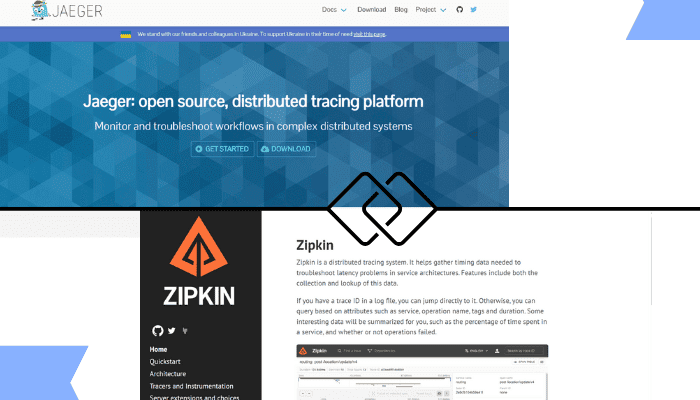 JAEGER
Docs Download Blog Project
We stand with our friends and colleagues in Ukraine. To support Ukraine in their time of need visit this page.
Jaeger: open source, distributed tracing platform
Monitor and troubleshoot workflows in complex distributed systems
GET STARTED DOWNLOAD
ZIPKIN
Home
Quickstart
Architecture
Tracers and Instrumentation
Server extensions and choices
Zipkin
Zipkin is a distributed tracing system. It helps gather timing data needed to
troubleshoot latency problems in service architectures. Features include both the
collection and lookup of this data.
If you have a trace ID in a log file, you can jump directly to it. Otherwise, you can
query based on attributes such as service, operation name, tags and duration. Some
interesting data will be summarized for you, such as the percentage of time spent in
a service, and whether or not operations failed.
Zipkin